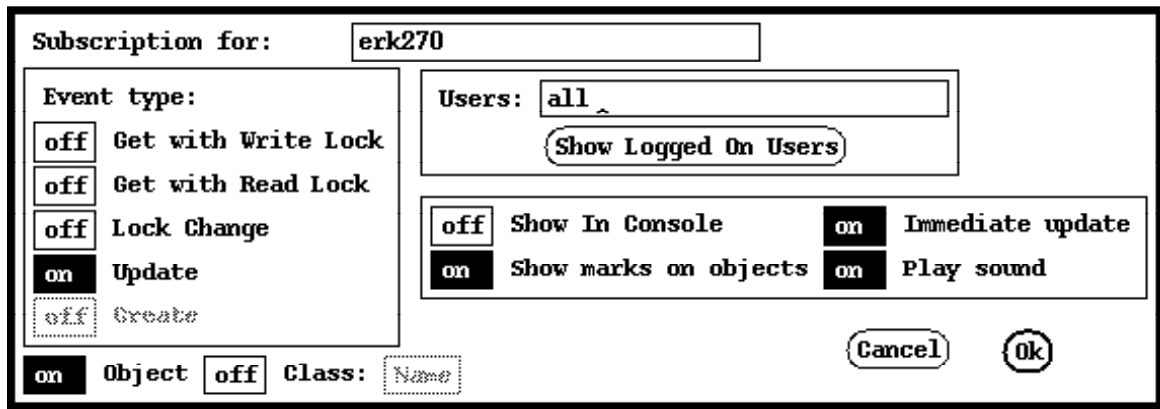 Subscription for: erk270
Event type:
off Get with Write Lock
off Get with Read Lock
off Lock Change
on Update
off Create
Users: all
Show Logged On Users
off Show In Console on Immediate update
on Show marks on objects on Play sound
Cancel Ok
on Object off Class: Name